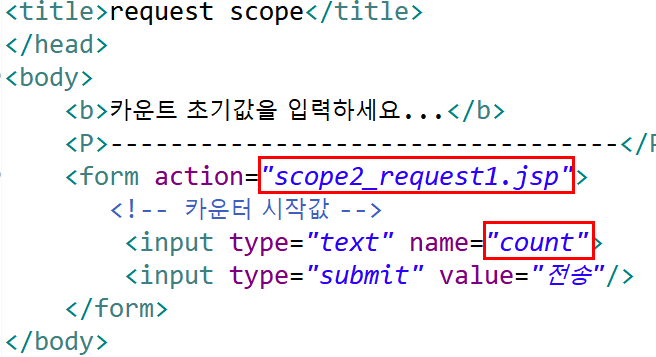 <title>request scope</title>
</head>
<body>
<b>카운트 초기값을 입력하세요...</b>
<P>----------------------------------</P
<form action="scope2_request1.jsp">
<!-- 카운터 시작값 -->
<input type="text" name="count">
<input type="submit" value="전송"/>
</form>
</body>